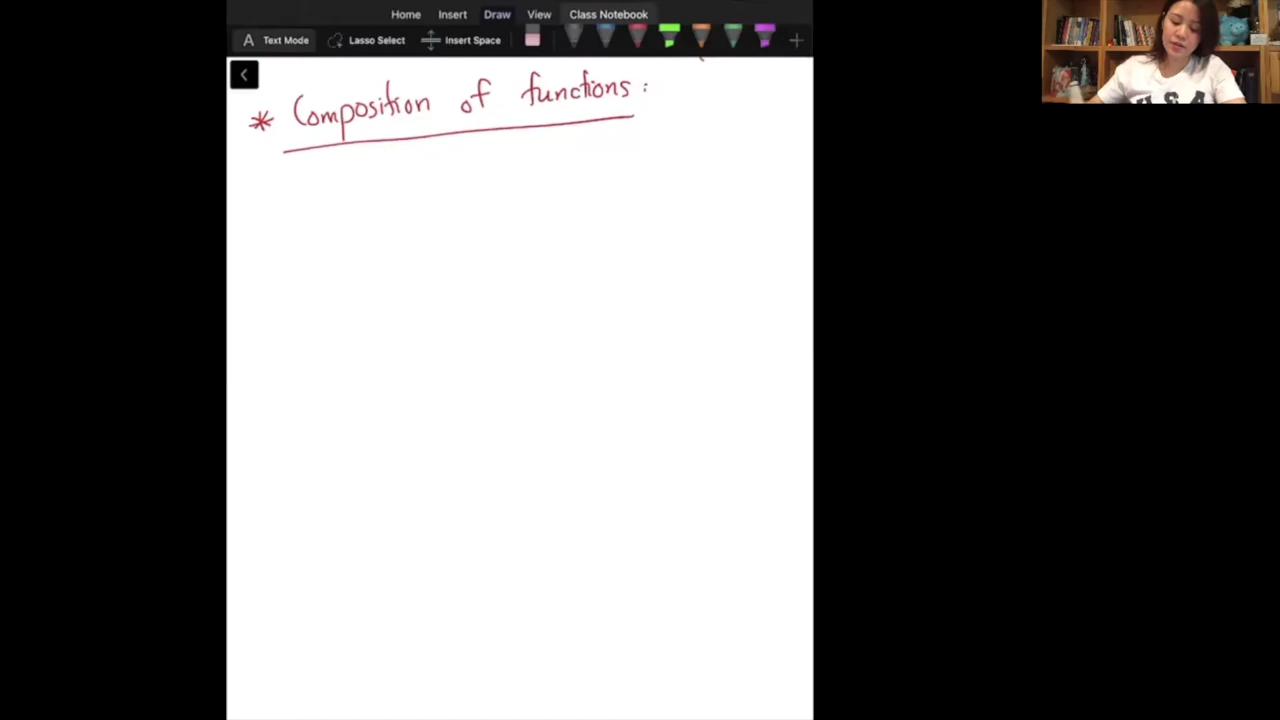 Home Insert Draw View Class Notebook
A Text Mode Lasso Select Insert Space
* Composition of functions: